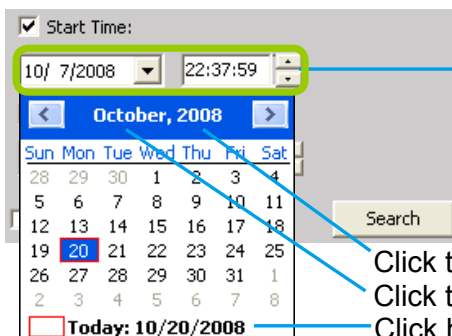 Start Time:
10/ 7/2008 22:37:59
October, 2008
Sun Mon Tue Wed Thu Fri Sat
28 29 30 1 2 3 4
5 6 7 8 9 10 11
12 13 14 15 16 17 18
Search
19 20 21 22 23 24 25
Click t
26 27 28 29 30 31 1
Click t
2 3 4 5 6 7 8
Today: 10/20/2008
Click